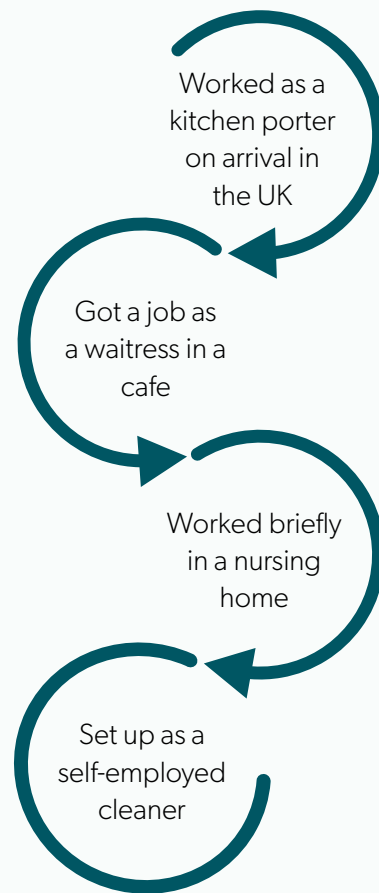 Worked as a
kitchen porter
on arrival in
the UK
Got a job as
a waitress in a
cafe
Worked briefly
in a nursing
home
Set up as a
self-employed
cleaner